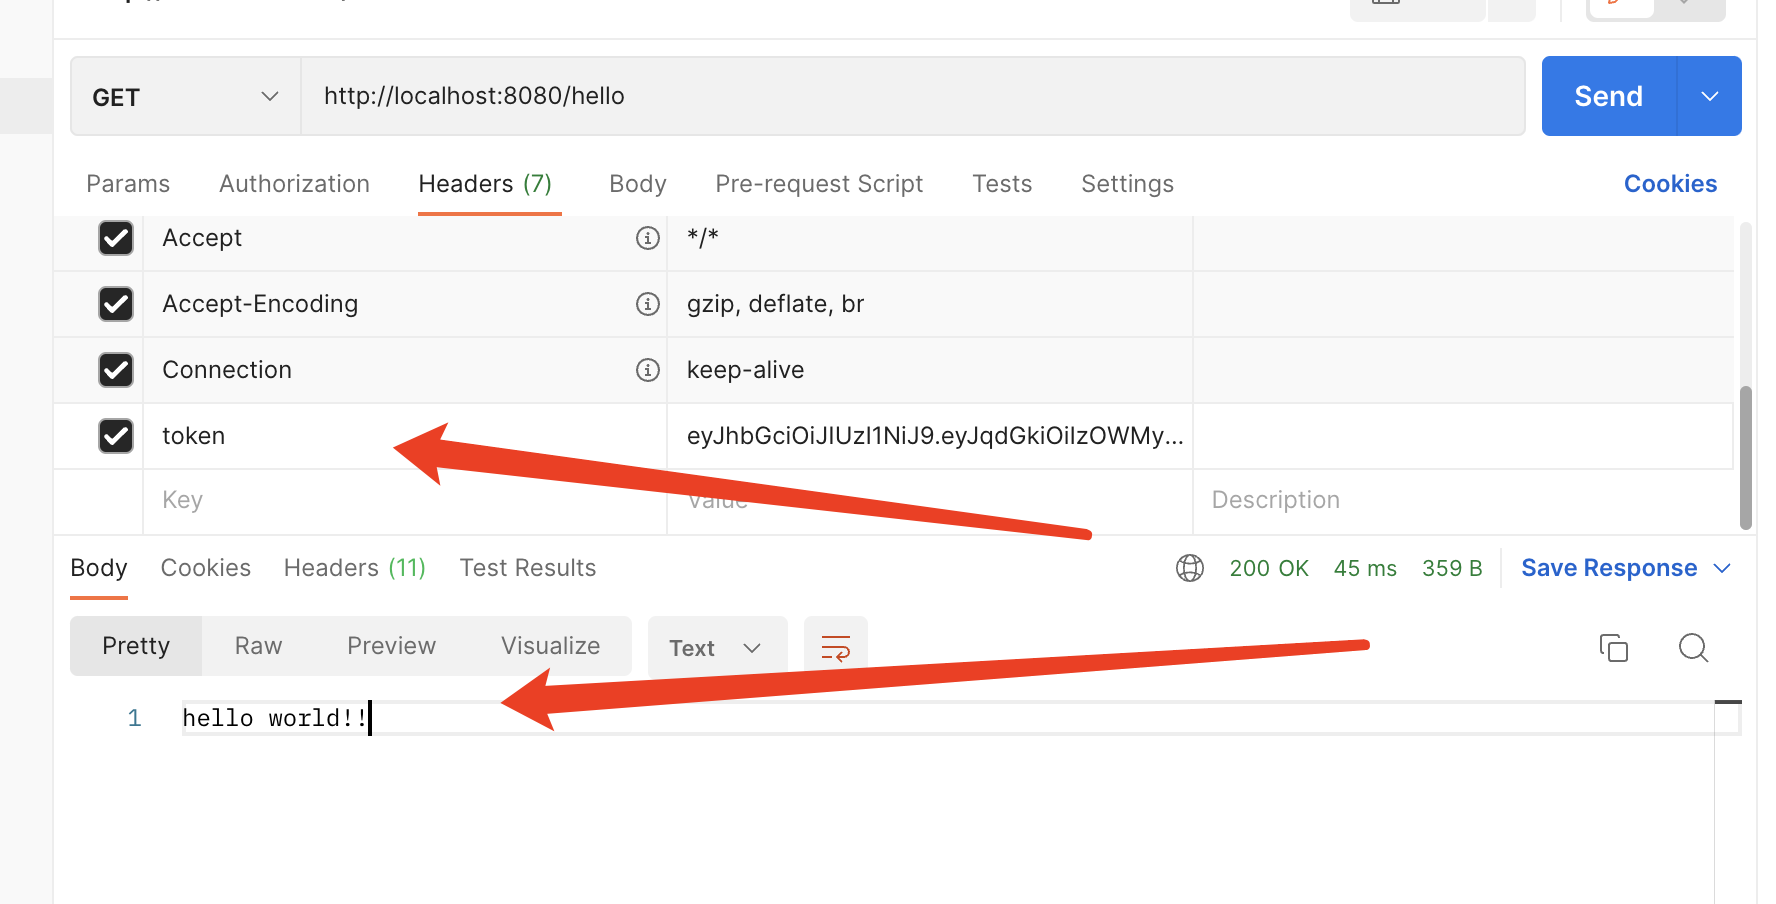 GET http://localhost:8080/hello Send
Params Authorization Headers (7) Body Pre-request Script Tests Settings Cookies
Accept */*
Accept-Encoding gzip, deflate, br
Connection keep-alive
token eyJhbGciOiJIUzI1NiJ9.eyJqdGkiOiIzOWMy...
Key Value Description
Body Cookies Headers (11) Test Results 200 OK 45 ms 359 B Save Response
Pretty Raw Preview Visualize Text
1 hello world!!